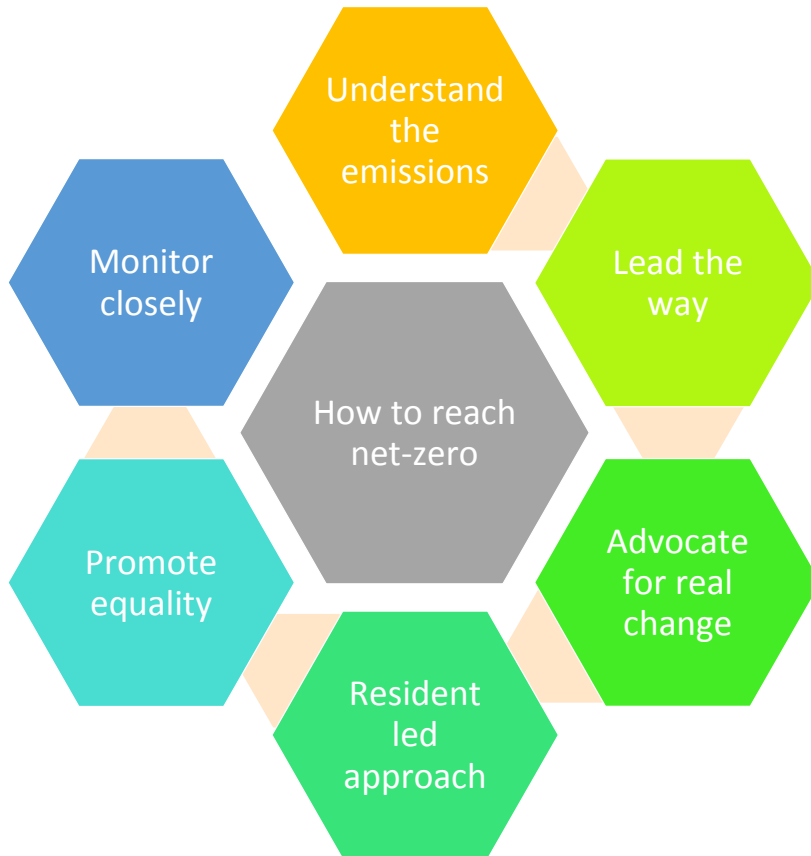 Understand
the
emissions
Lead the
way
Advocate
for real
change
Resident
led
approach
Promote
equality
Monitor
closely
How to reach
net-zero